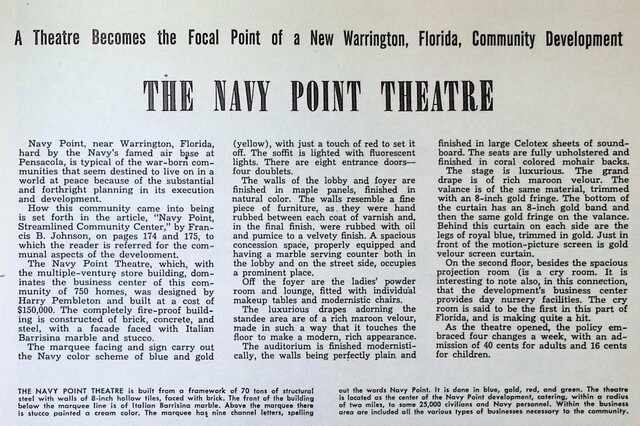 A Theatre Becomes the Focal Point of a New Warrington, Florida, Community Development
THE NAVY POINT THEATRE
Navy Point, near Warrington, Florida,
hard by the Navy's famed air base at
Pensacola, is typical of the war-born com-
munities that seem destined to live on in a
world at peace because of the substantial
and forthright planning in its execution
and development.
How this community came into being
is set forth in the article, "Navy Point,
Streamlined Community Center," by Fran-
cis B. Johnson, on pages 174 and 175, to
which the reader is referred for the com-
munal aspects of the development.
The Navy Point Theatre, which, with
the multiple-venture store building, dom-
inates the business center of this com-
munity of 750 homes, was designed by
Harry Pembleton and built at a cost of
$150,000. The completely fire-proof build-
ing is constructed of brick, concrete, and
steel, with a facade faced with Italian
Barrisina marble and stucco.
The marquee facing and sign carry out
the Navy color scheme of blue and gold
(yellow), with just a touch of red to set it
off. The soffit is lighted with fluorescent
lights. There are eight entrance doors—
four doublets.
The walls of the lobby and foyer are
finished in maple panels, finished in
natural color. The walls resemble a fine
piece of furniture, as they were hand
rubbed between each coat of varnish and,
in the final finish, were rubbed with oil
and pumice to a velvety finish. A spacious
concession space, properly equipped and
having a marble serving counter both in
the lobby and on the street side, occupies
a prominent place.
Off the foyer are the ladies' powder
room and lounge, fitted with individual
makeup tables and modernistic chairs.
The luxurious drapes adorning the
standee area are of a rich maroon velour,
made in such a way that it touches the
floor to make a modern, rich appearance.
The auditorium is finished modernisti-
cally, the walls being perfectly plain and
finished in large Celotex sheets of sound-
board. The seats are fully upholstered and
finished in coral colored mohair backs.
The stage is luxurious. The grand
drape is of rich maroon velour. The
valance is of the same material, trimmed
with an 8-inch gold fringe. The bottom of
the curtain has an 8-inch gold band and
then the same gold fringe on the valance.
Behind this curtain on each side are the
legs of royal blue, trimmed in gold. Just in
front of the motion-picture screen is gold
velour screen curtain.
On the second floor, besides the spacious
projection room (is a cry room. It is
interesting to note also, in this connection,
that the development's business center
provides day nursery facilities. The cry
room is said to be the first in this part of
Florida, and is making quite a hit.
As the theatre opened, the policy em-
braced four changes a week, with an ad-
mission of 40 cents for adults and 16 cents
for children.
THE NAVY POINT THEATRE is built from a framework of 70 tons of structural
steel with walls of 8-inch hollow tiles, faced with brick. The front of the building
below the marquee line is of Italian Barrisina marble. Above the marquee there
is stucco painted a cream color. The marquee has nine channel letters, spelling
out the words Navy Point. It is done in blue, gold, red, and green. The theatre
is located as the center of the Navy Point development, catering, within a radius
of two miles, to some 25,000 civilians and Navy personnel. Within the business
area are included all the various types of businesses necessary to the community.